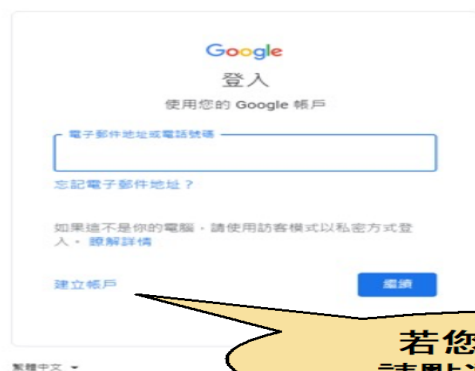 Google
登入
使用您的 Google 帳戶
電子郵件地址或電話號碼
忘記電子郵件地址？
如果這不是你的電腦，請使用訪客模式以私密方式登
入。瞭解詳情
建立帳戶
繼續
若您
繁體中文